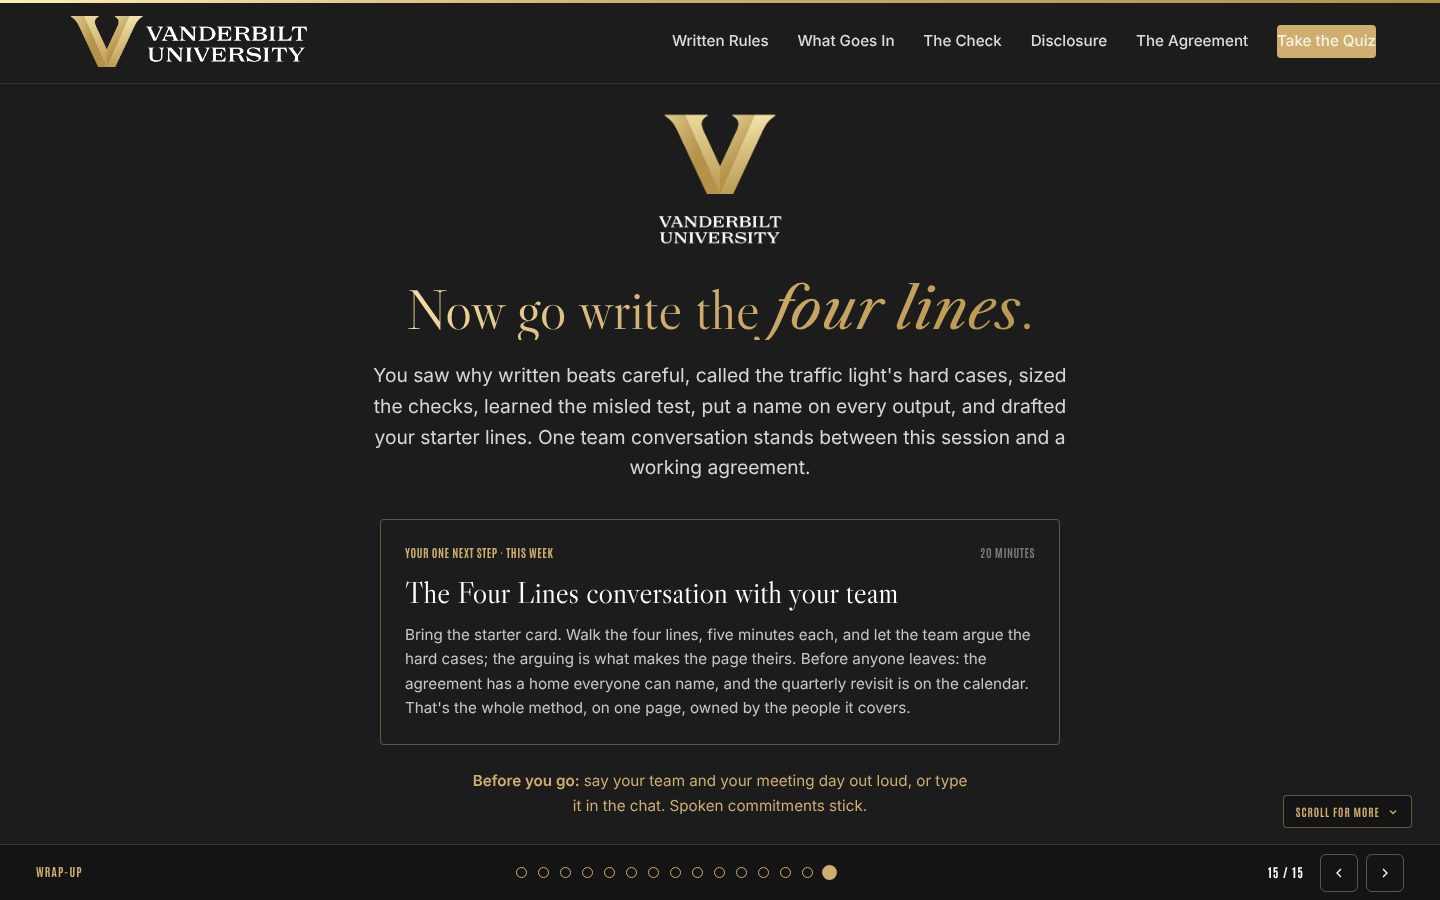 VANDERBILT
UNIVERSITY
Written Rules
What Goes In
The Check
Disclosure
The Agreement
Take the Quiz
VANDERBILT
UNIVERSITY
Now go write the four lines.
You saw why written beats careful, called the traffic light's hard cases, sized
the checks, learned the misled test, put a name on every output, and drafted
your starter lines. One team conversation stands between this session and a
working agreement.
YOUR ONE NEXT STEP · THIS WEEK
20 MINUTES
The Four Lines conversation with your team
Bring the starter card. Walk the four lines, five minutes each, and let the team argue the
hard cases; the arguing is what makes the page theirs. Before anyone leaves: the
agreement has a home everyone can name, and the quarterly revisit is on the calendar.
That's the whole method, on one page, owned by the people it covers.
Before you go: say your team and your meeting day out loud, or type
it in the chat. Spoken commitments stick.
SCROLL FOR MORE
WRAP-UP
15 / 15